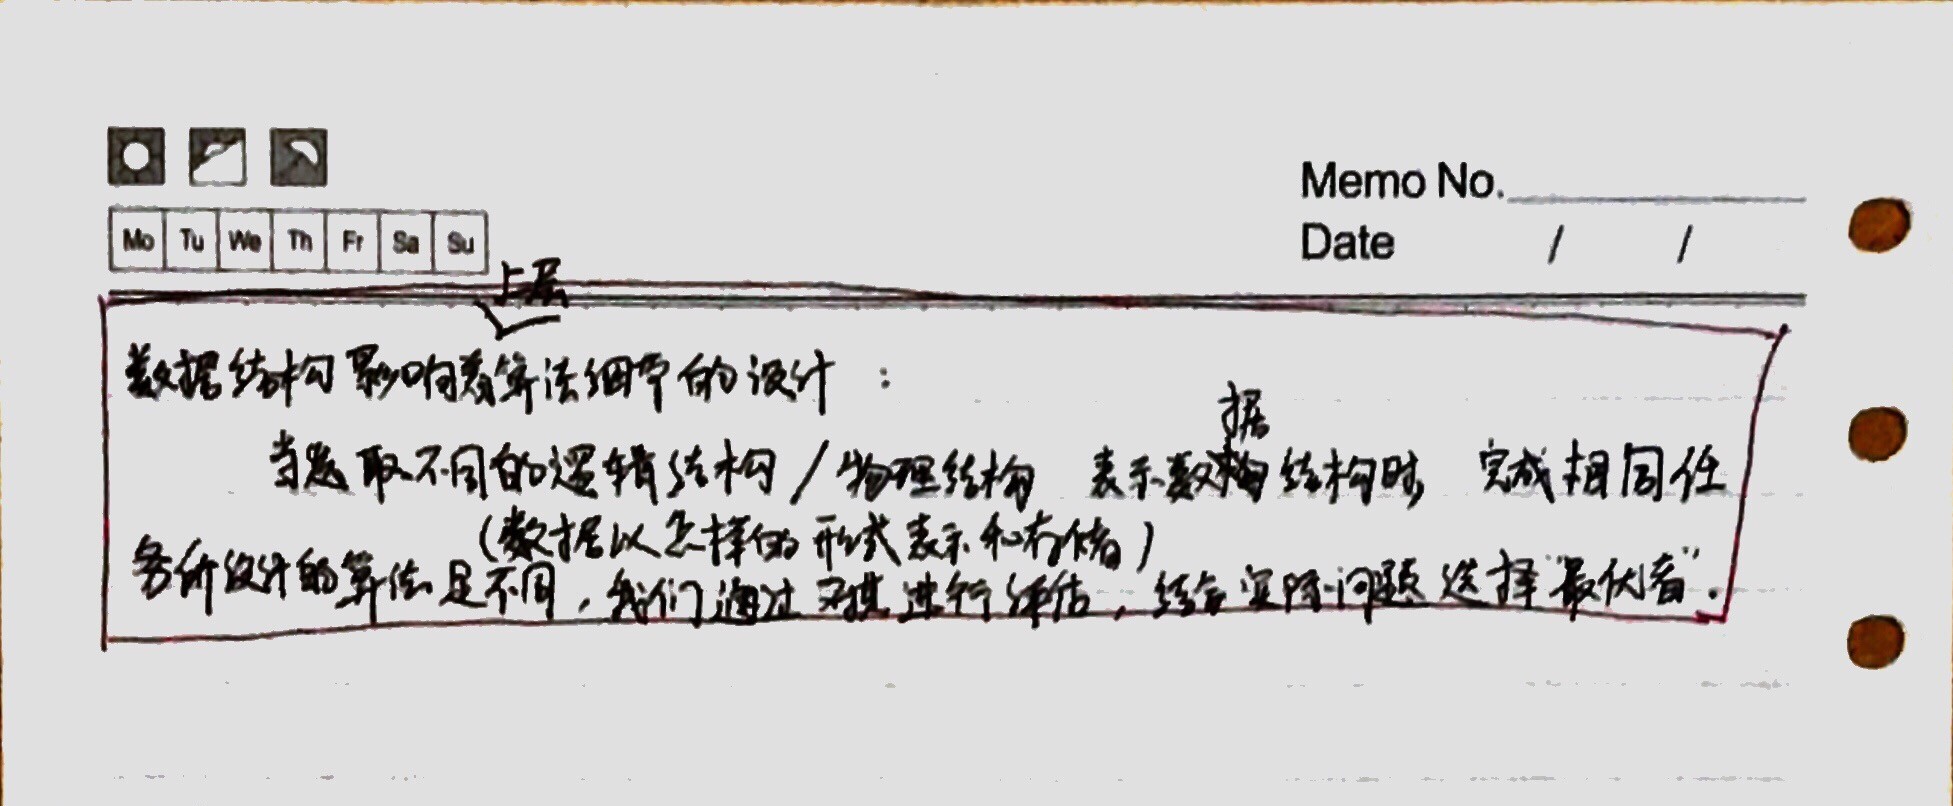 Memo No.
Mo Tu We Th Fr Sa Su
Date / /
上层
数据结构影响着算法细节的设计：
据
当选取不同的逻辑结构/物理结构 表示数构结构时，完成相同任
(数据以怎样的形式表示和存储)
务所设计的算法是不同，我们通过对其进行评估，结合实际问题选择"最优者".